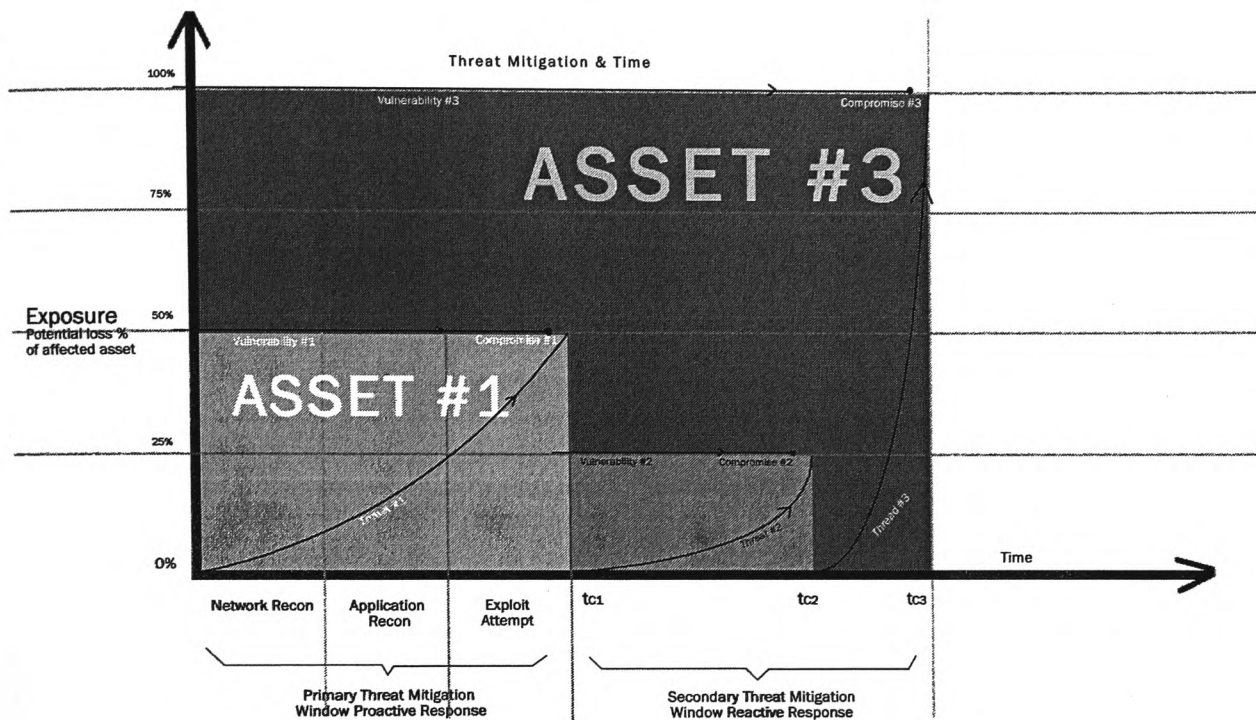 Threat Mitigation & Time
100%
Vulnerability #3
Compromise #3
ASSET #3
75%
Exposure
Potential loss %
of affected asset
50%
Vulnerability #1
Compromise #1
ASSET #1
25%
Vulnerability #2
Compromise #2
Threat #1
Threat #2
Thread #3
0%
Time
Network Recon
Application
Recon
Exploit
Attempt
tC1
tC2
tC3
Primary Threat Mitigation
Window Proactive Response
Secondary Threat Mitigation
Window Reactive Response